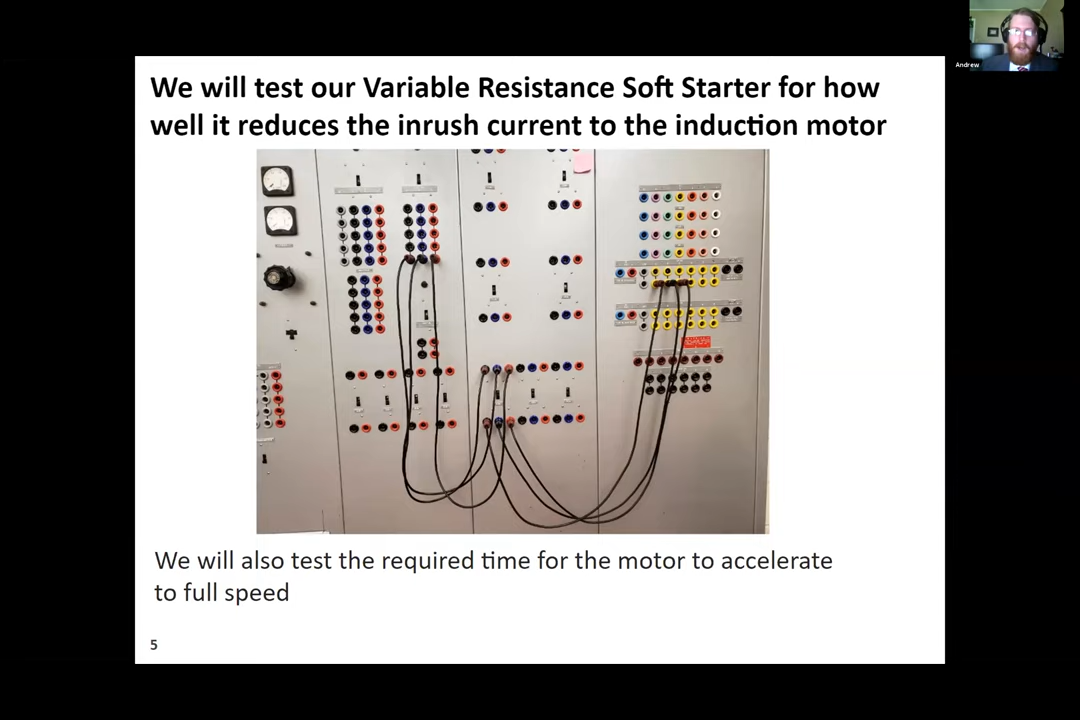 We will test our Variable Resistance Soft Starter for how
well it reduces the inrush current to the induction motor
We will also test the required time for the motor to accelerate
to full speed
5
Andrew